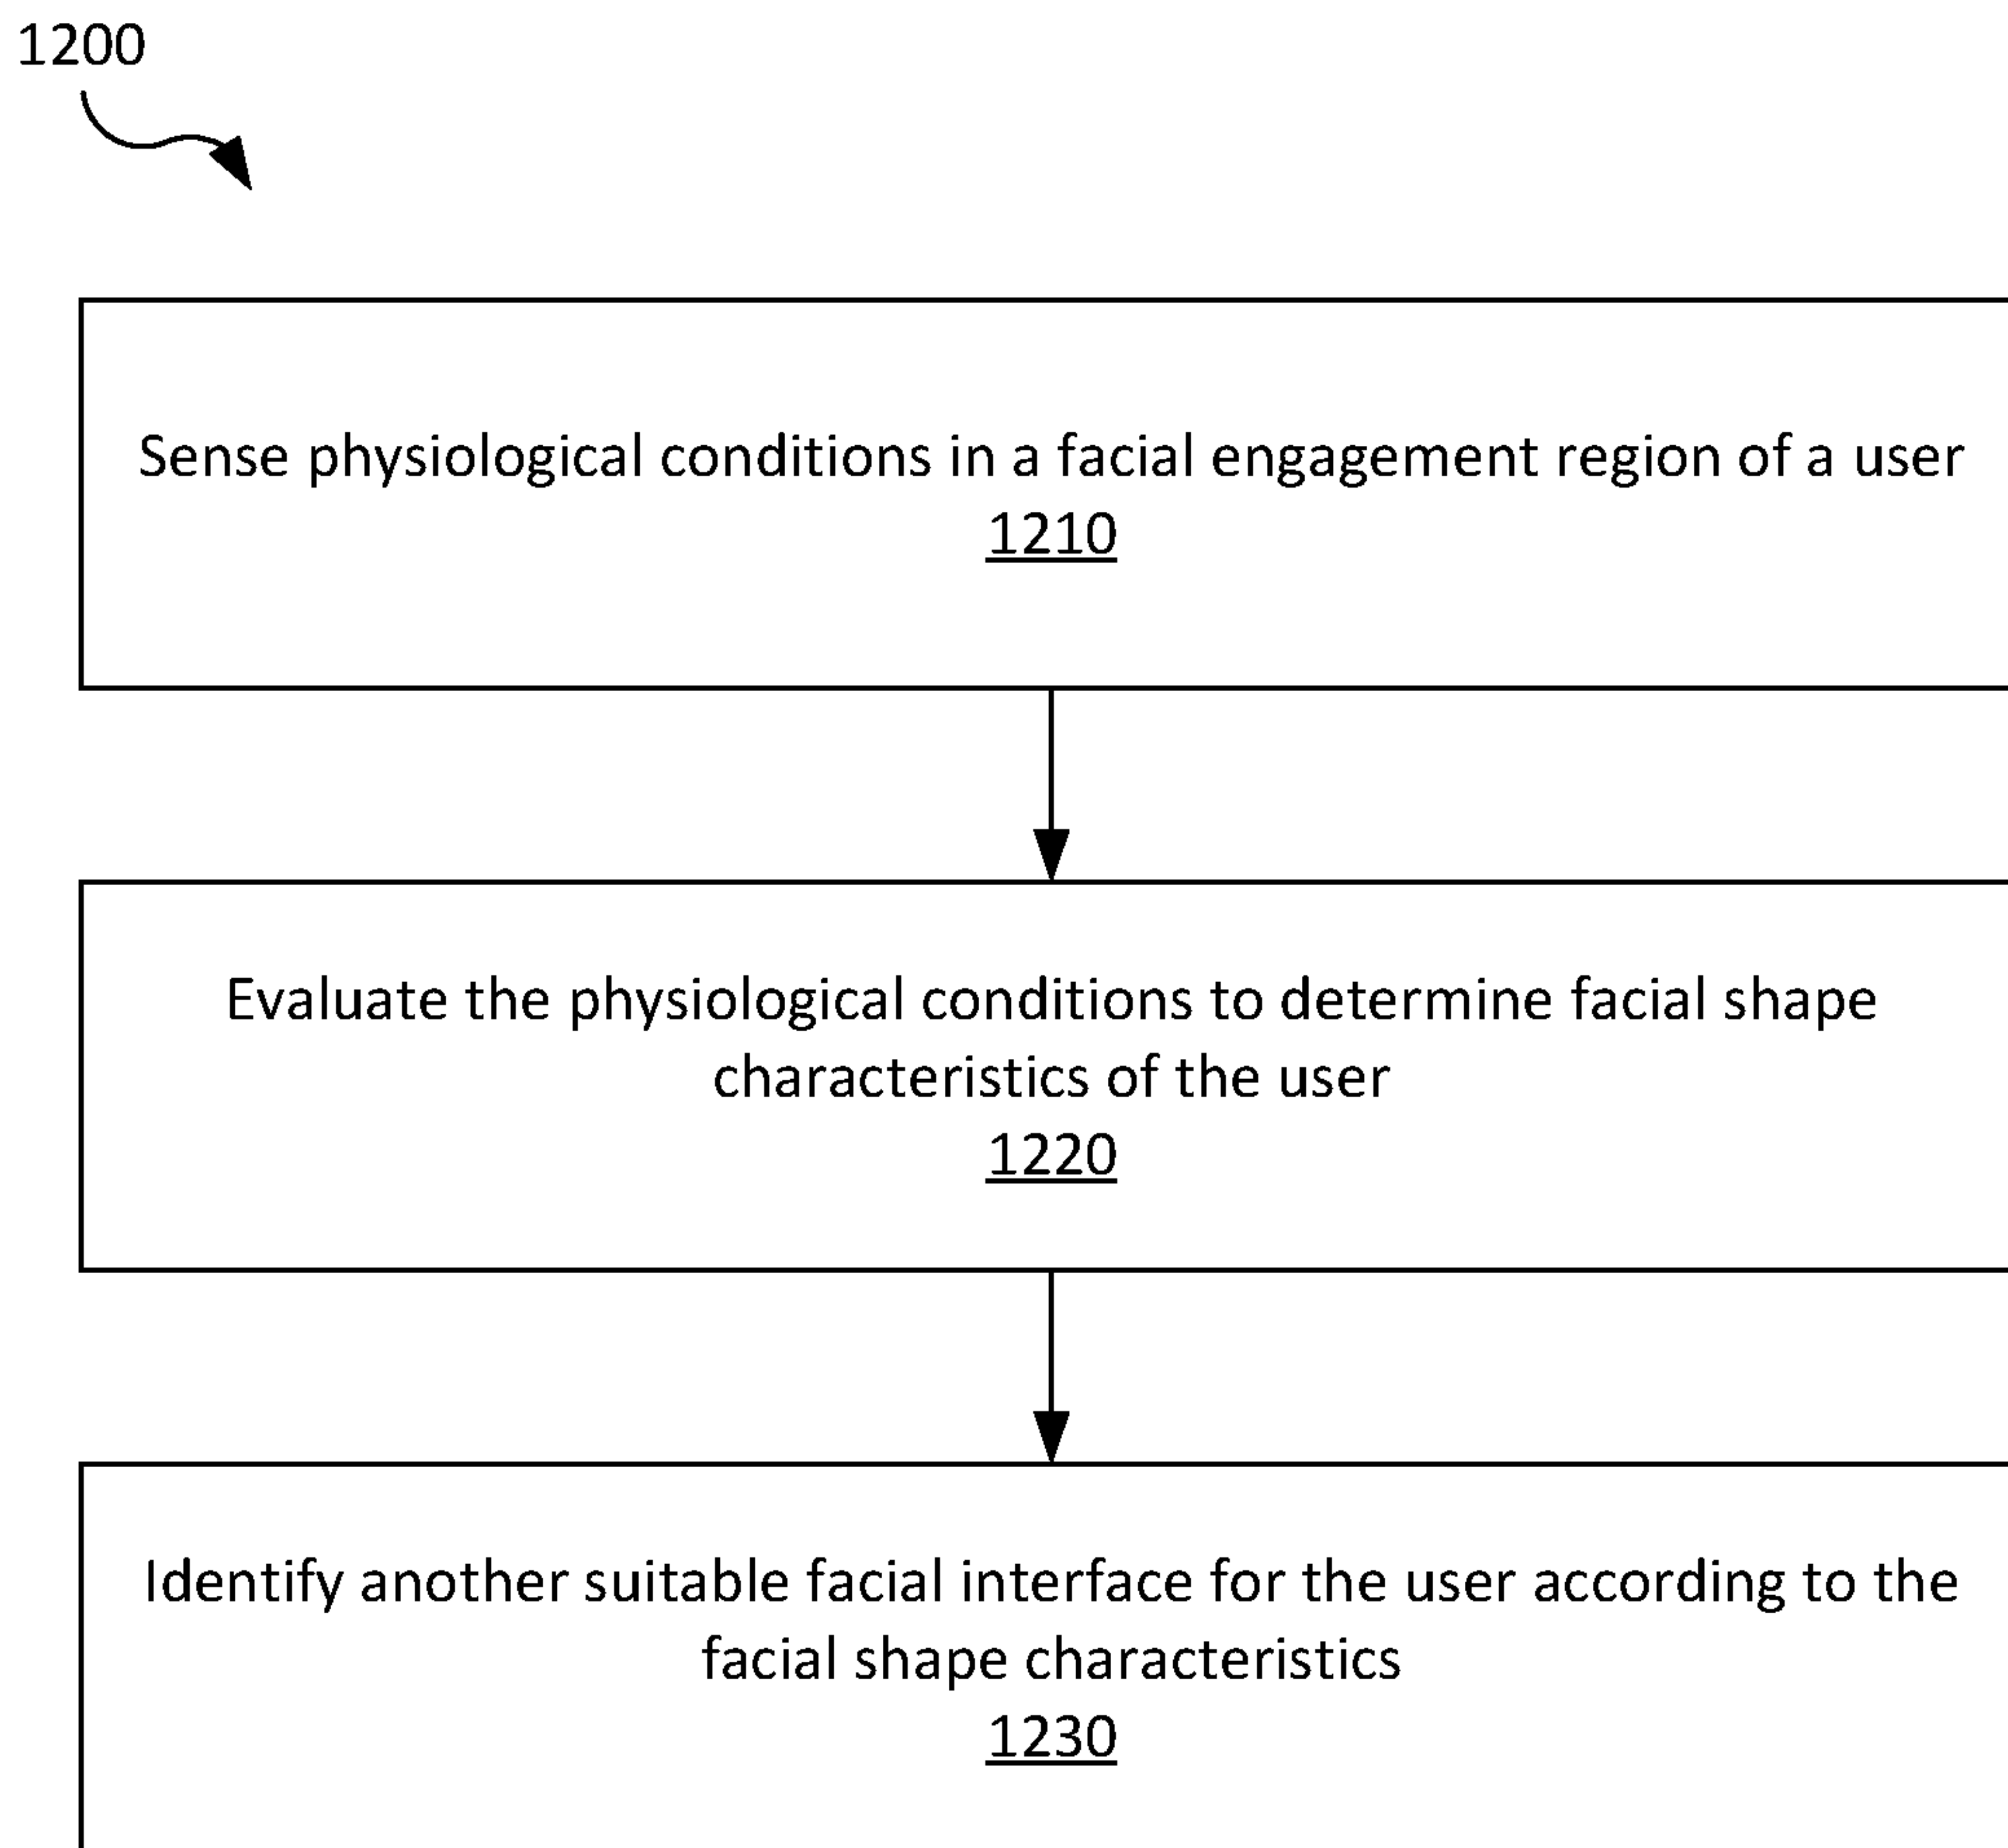 1200
Sense physiological conditions in a facial engagement region of a user
1210
Evaluate the physiological conditions to determine facial shape
characteristics of the user
1220
Identify another suitable facial interface for the user according to the
facial shape characteristics
1230